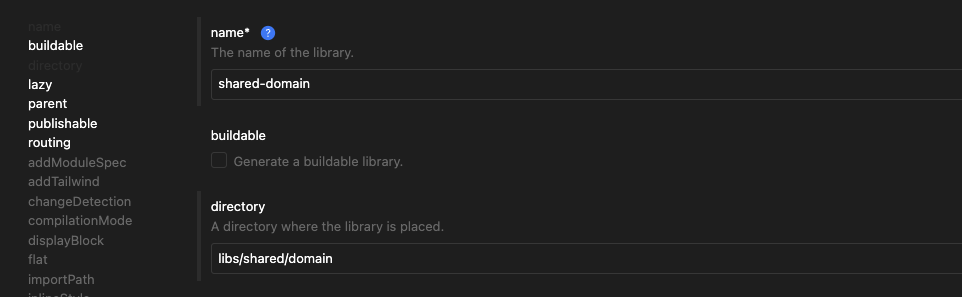 name
buildable
directory
lazy
parent
publishable
routing
addModuleSpec
addTailwind
changeDetection
compilationMode
displayBlock
flat
importPath
inlineStyle
name* ?
The name of the library.
shared-domain
buildable
Generate a buildable library.
directory
A directory where the library is placed.
libs/shared/domain